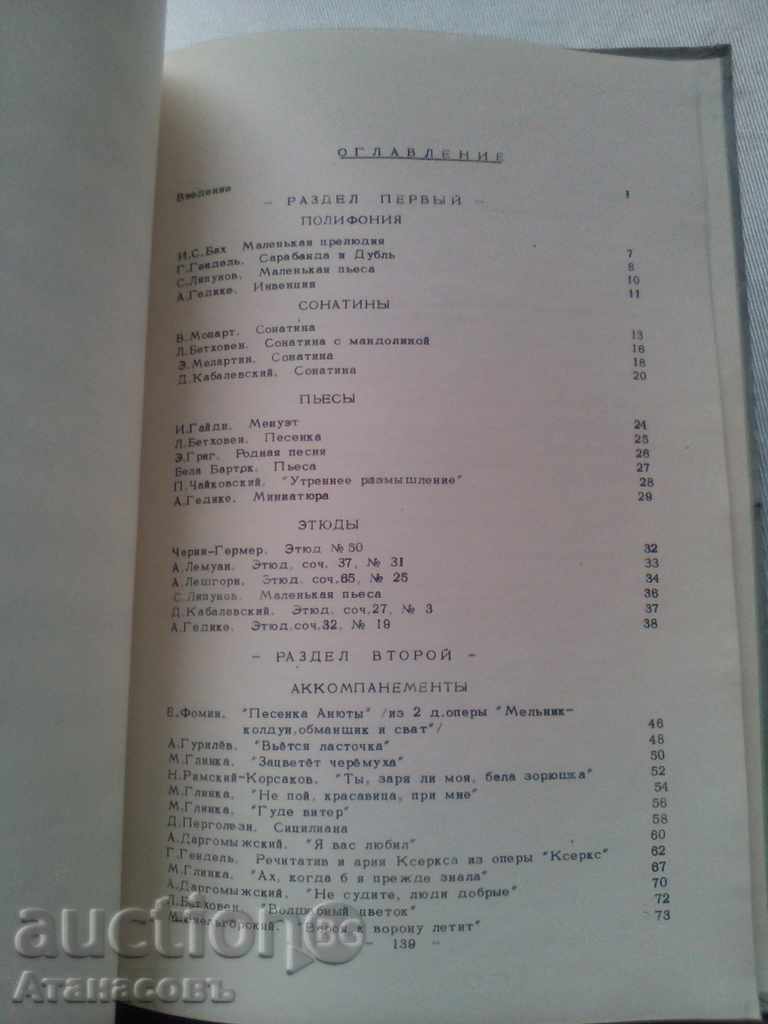 ОГЛАВЛЕНИЕ
Введение 1
- РАЗДЕЛ ПЕРВЫЙ -
ПОЛИФОНИЯ
И.С.Бах Маленькая прелюдия 7
Г.Гендель. Сарабанда и Дубль 8
С.Ляпунов. Маленькая пьеса 10
А.Гедике. Инвенция 11
СОНАТИНЫ
В.Моцарт. Сонатина 13
Л.Бетховен. Сонатина с мандолиной 16
Э.Мелартин. Сонатина 18
Д.Кабалевский. Сонатина 20
ПЬЕСЫ
И.Гайдн. Менуэт 24
Л.Бетховен. Песенка 25
Э.Григ. Родная песня 26
Бела Барток. Пьеса 27
П.Чайковский. "Утреннее размышление" 28
А.Гедике. Миниатюра 29
ЭТЮДЫ
Черни-Гермер. Этюд № 50 32
А.Лемуан. Этюд, соч. 37, № 31 33
А.Лешгорн. Этюд. соч.65, № 25 34
С.Ляпунов. Маленькая пьеса 36
Д.Кабалевский. Этюд. соч.27, № 3 37
А.Гедике. Этюд.соч.32, № 19 38
- РАЗДЕЛ ВТОРОЙ -
АККОМПАНЕМЕНТЫ
Е.Фомин. "Песенка Анюты" /из 2 д.оперы "Мельник-
колдун,обманщик и сват"/ 46
А.Гурилёв. "Вьётся ласточка" 48
М.Глинка. "Зацветёт черёмуха" 50
Н.Римский-Корсаков. "Ты, заря ли моя, бела зорюшка" 52
М.Глинка. "Не пой, красавица, при мне" 54
М.Глинка. "Гуде витер" 56
Д.Перголези. Сицилиана 58
А.Даргомыжский. "Я вас любил" 60
Г.Гендель. Речитатив и ария Ксеркса из оперы "Ксеркс" 62
М.Глинка. "Ах, когда б я прежде знала" 67
А.Даргомыжский. "Не судите, люди добрые" 70
Л.Бетховен. "Волшебный цветок" 72
М.Виельгорский. "Ворон к ворону летит" 73
- 139 -
auction BG
Атанасовъ